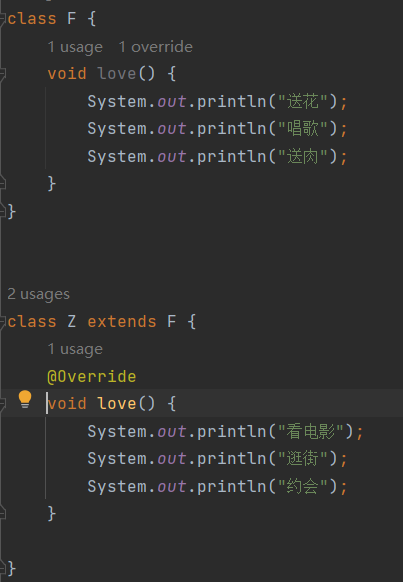 class F {
1 usage   1 override
void love() {
System.out.println("送花");
System.out.println("唱歌");
System.out.println("送肉");
}
}
2 usages
class Z extends F {
1 usage
@Override
void love() {
System.out.println("看电影");
System.out.println("逛街");
System.out.println("约会");
}
}